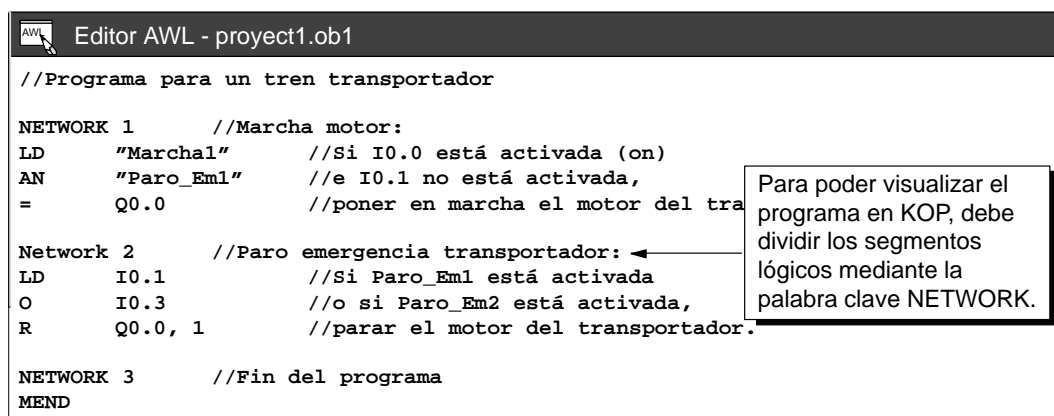 AWL Editor AWL - proyect1.ob1
//Programa para un tren transportador
NETWORK 1 //Marcha motor:
LD "Marcha1" //Si I0.0 está activada (on)
AN "Paro_Em1" //e I0.1 no está activada,
= Q0.0 //poner en marcha el motor del tra
Network 2 //Paro emergencia transportador:
LD I0.1 //Si Paro_Em1 está activada
O I0.3 //o si Paro_Em2 está activada,
R Q0.0, 1 //parar el motor del transportador.
NETWORK 3 //Fin del programa
MEND
Para poder visualizar el
programa en KOP, debe
dividir los segmentos
lógicos mediante la
palabra clave NETWORK.